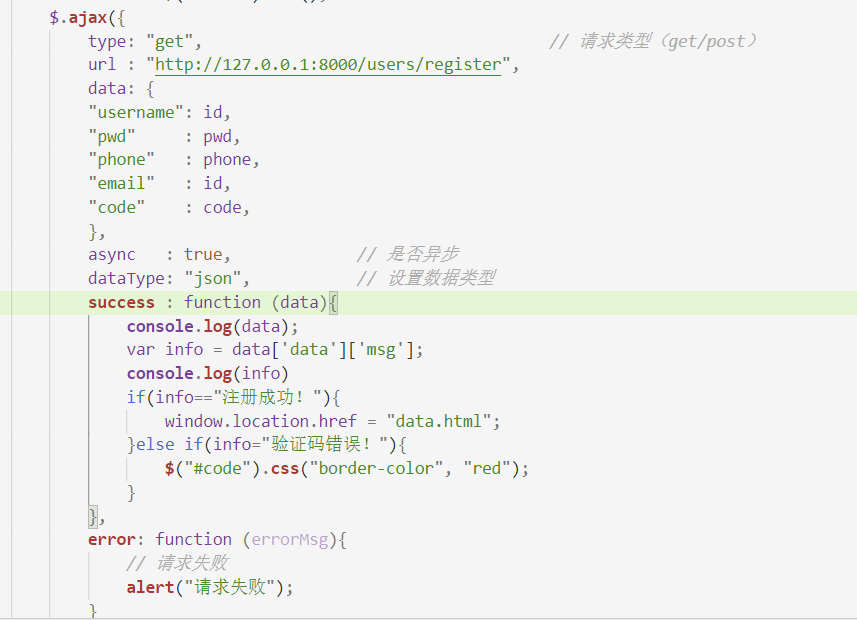 $.ajax({
type: "get", // 请求类型（get/post）
url : "http://127.0.0.1:8000/users/register",
data: {
"username": id,
"pwd" : pwd,
"phone" : phone,
"email" : id,
"code" : code,
},
async : true, // 是否异步
dataType: "json", // 设置数据类型
success : function (data){
console.log(data);
var info = data['data']['msg'];
console.log(info)
if(info=="注册成功！"){
window.location.href = "data.html";
}else if(info="验证码错误！"){
$("#code").css("border-color", "red");
}
},
error: function (errorMsg){
// 请求失败
alert("请求失败");
}